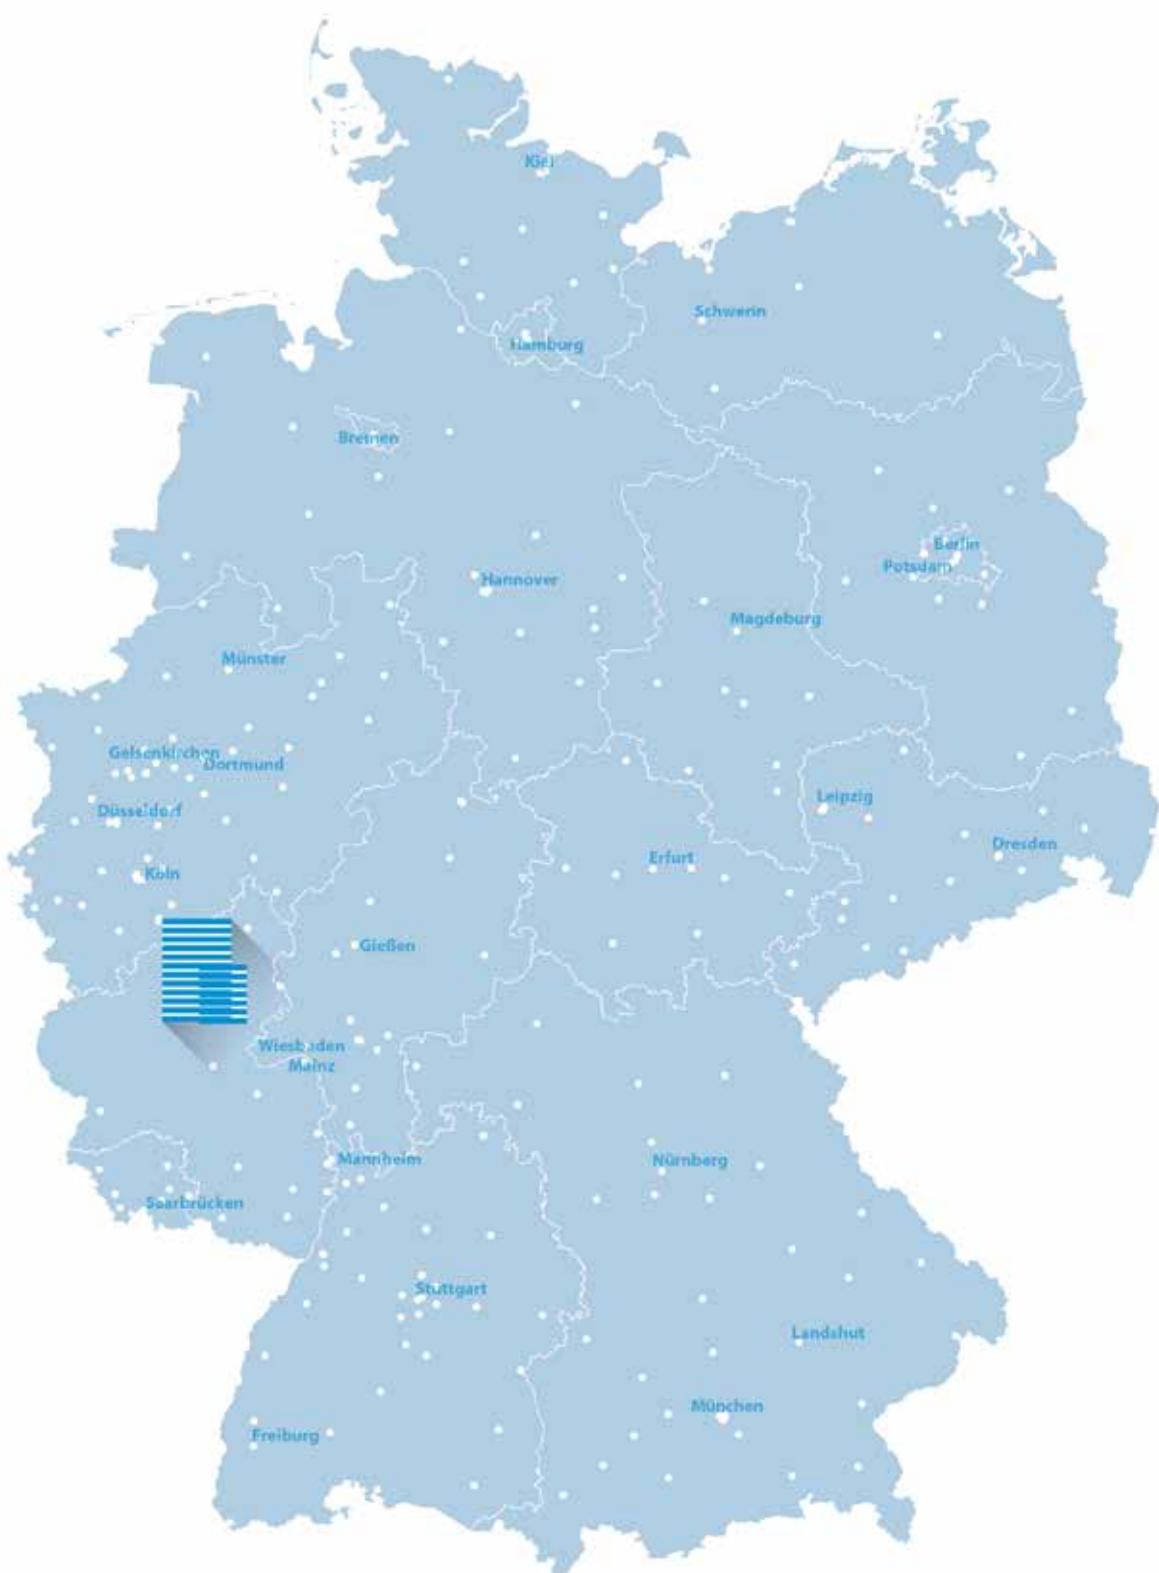 Kiel
Schwerin
Hamburg
Bremen
Berlin
Potsdam
Hannover
Magdeburg
Münster
Gelsenkirchen
Dortmund
Leipzig
Düsseldorf
Dresden
Erfurt
Köln
Gießen
Wiesbaden
Mainz
Mannheim
Nürnberg
Saarbrücken
Stuttgart
Landshut
München
Freiburg